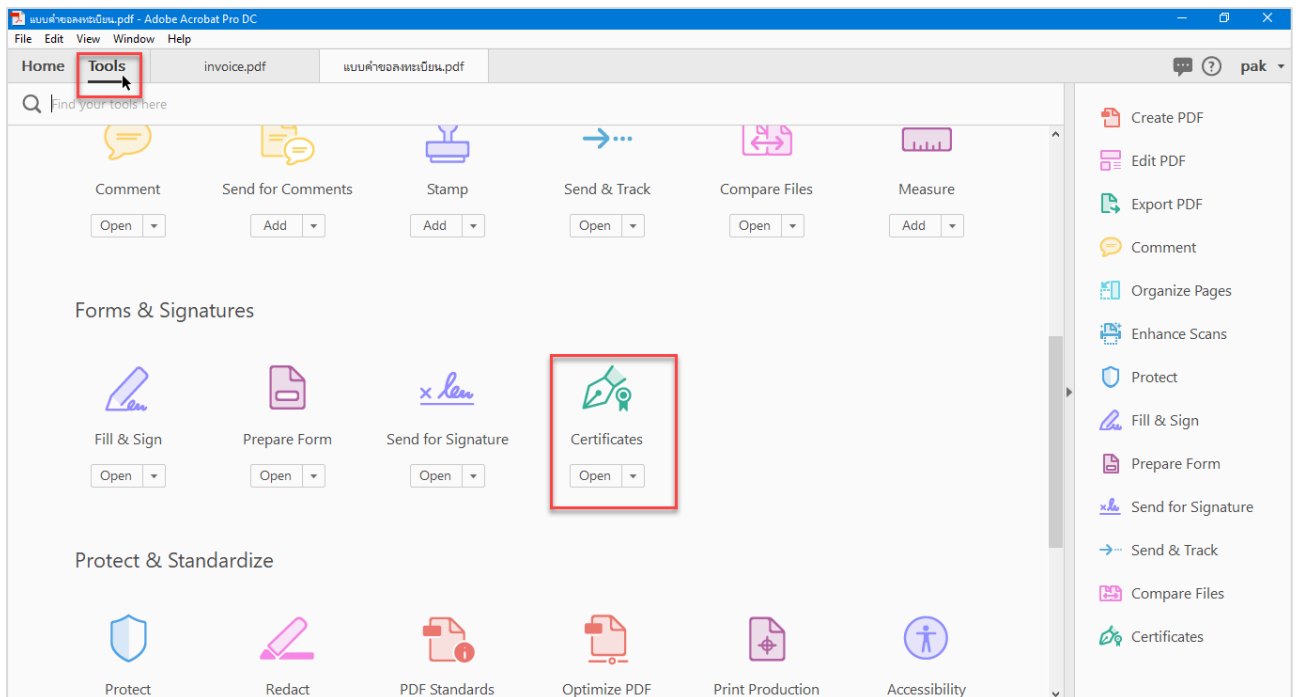 แบบคำขอลงทะเบียน.pdf - Adobe Acrobat Pro DC
File Edit View Window Help
Home Tools invoice.pdf แบบคำขอลงทะเบียน.pdf pak
Find your tools here
Comment Send for Comments Stamp Send & Track Compare Files Measure
Open Add Add Open Open Add
Forms & Signatures
Fill & Sign Prepare Form Send for Signature Certificates
Open Open Open Open
Protect & Standardize
Protect Redact PDF Standards Optimize PDF Print Production Accessibility
Create PDF
Edit PDF
Export PDF
Comment
Organize Pages
Enhance Scans
Protect
Fill & Sign
Prepare Form
Send for Signature
Send & Track
Compare Files
Certificates